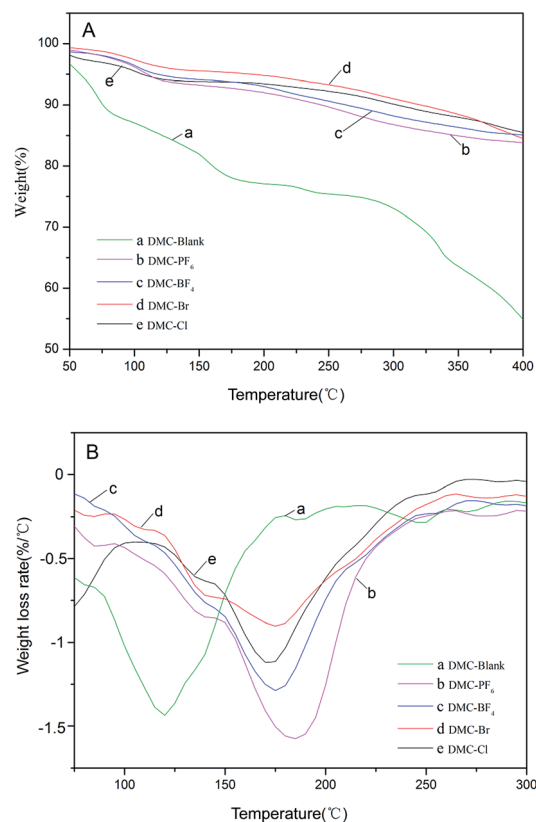 A
100
90
80
70
60
50
Weight(%)
d
e
c
b
a
a DMC-Blank
b DMC-PF₆
c DMC-BF₄
d DMC-Br
e DMC-Cl
50 100 150 200 250 300 350 400
Temperature(℃)
B
0
-0.5
-1
-1.5
Weight loss rate(%/℃)
c
d
a
e
b
a DMC-Blank
b DMC-PF₆
c DMC-BF₄
d DMC-Br
e DMC-Cl
100 150 200 250 300
Temperature(℃)